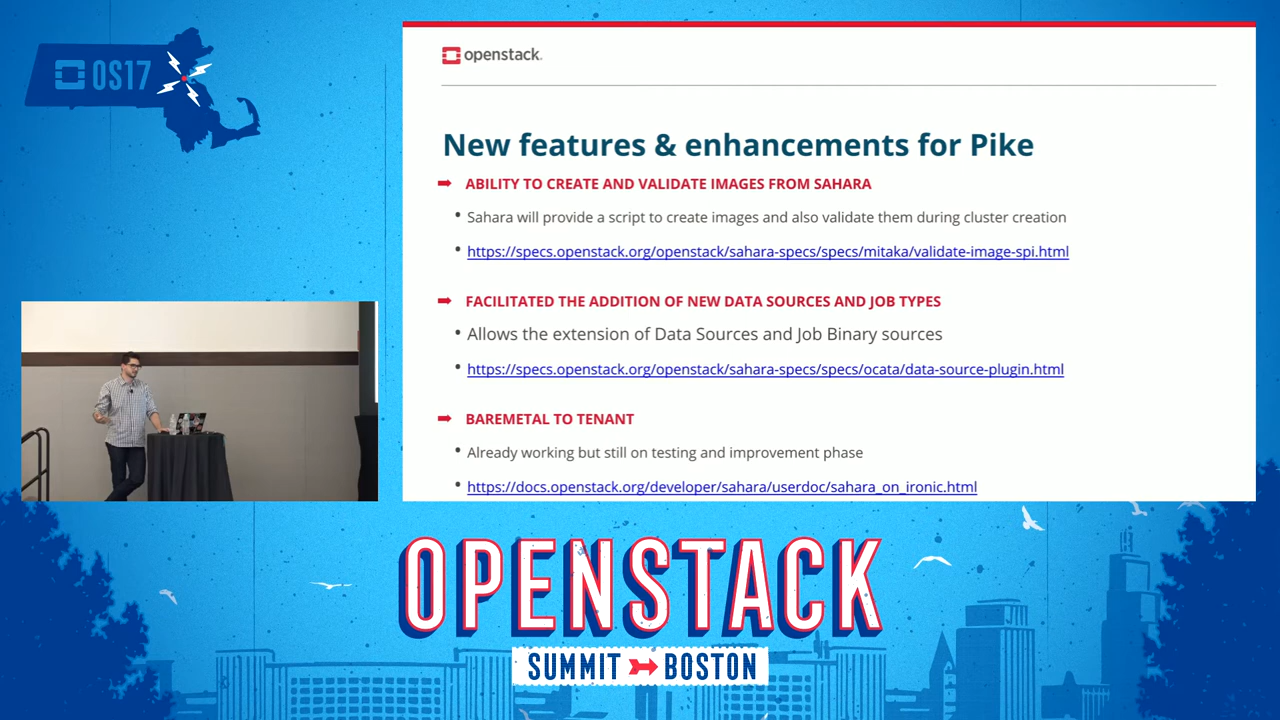 OS17
openstack.
New features & enhancements for Pike
ABILITY TO CREATE AND VALIDATE IMAGES FROM SAHARA
• Sahara will provide a script to create images and also validate them during cluster creation
• https://specs.openstack.org/openstack/sahara-specs/specs/mitaka/validate-image-spi.html
FACILITATED THE ADDITION OF NEW DATA SOURCES AND JOB TYPES
• Allows the extension of Data Sources and Job Binary sources
• https://specs.openstack.org/openstack/sahara-specs/specs/ocata/data-source-plugin.html
BAREMETAL TO TENANT
• Already working but still on testing and improvement phase
• https://docs.openstack.org/developer/sahara/userdoc/sahara_on_ironic.html
OPENSTACK
SUMMIT BOSTON